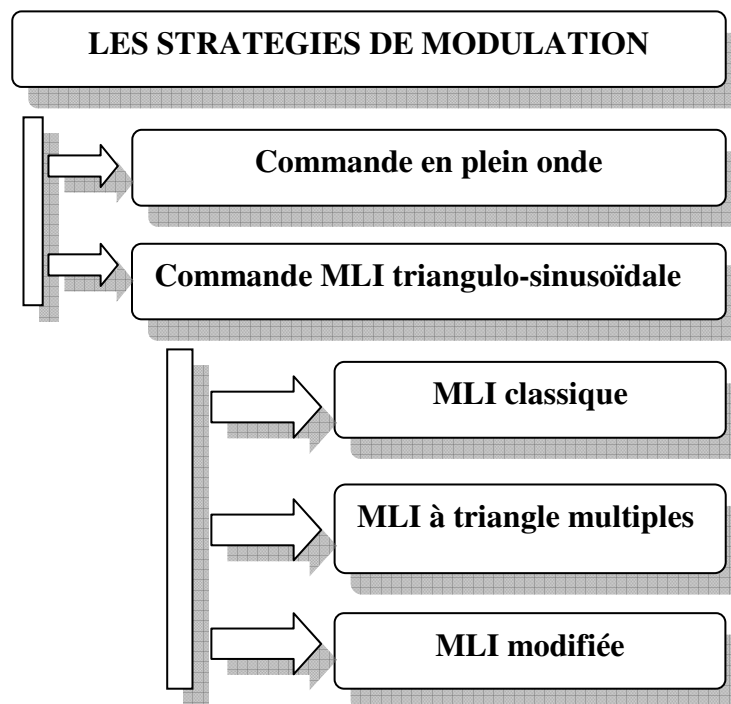 LES STRATEGIES DE MODULATION
Commande en plein onde
Commande MLI triangulo-sinusoïdale
MLI classique
MLI à triangle multiples
MLI modifiée